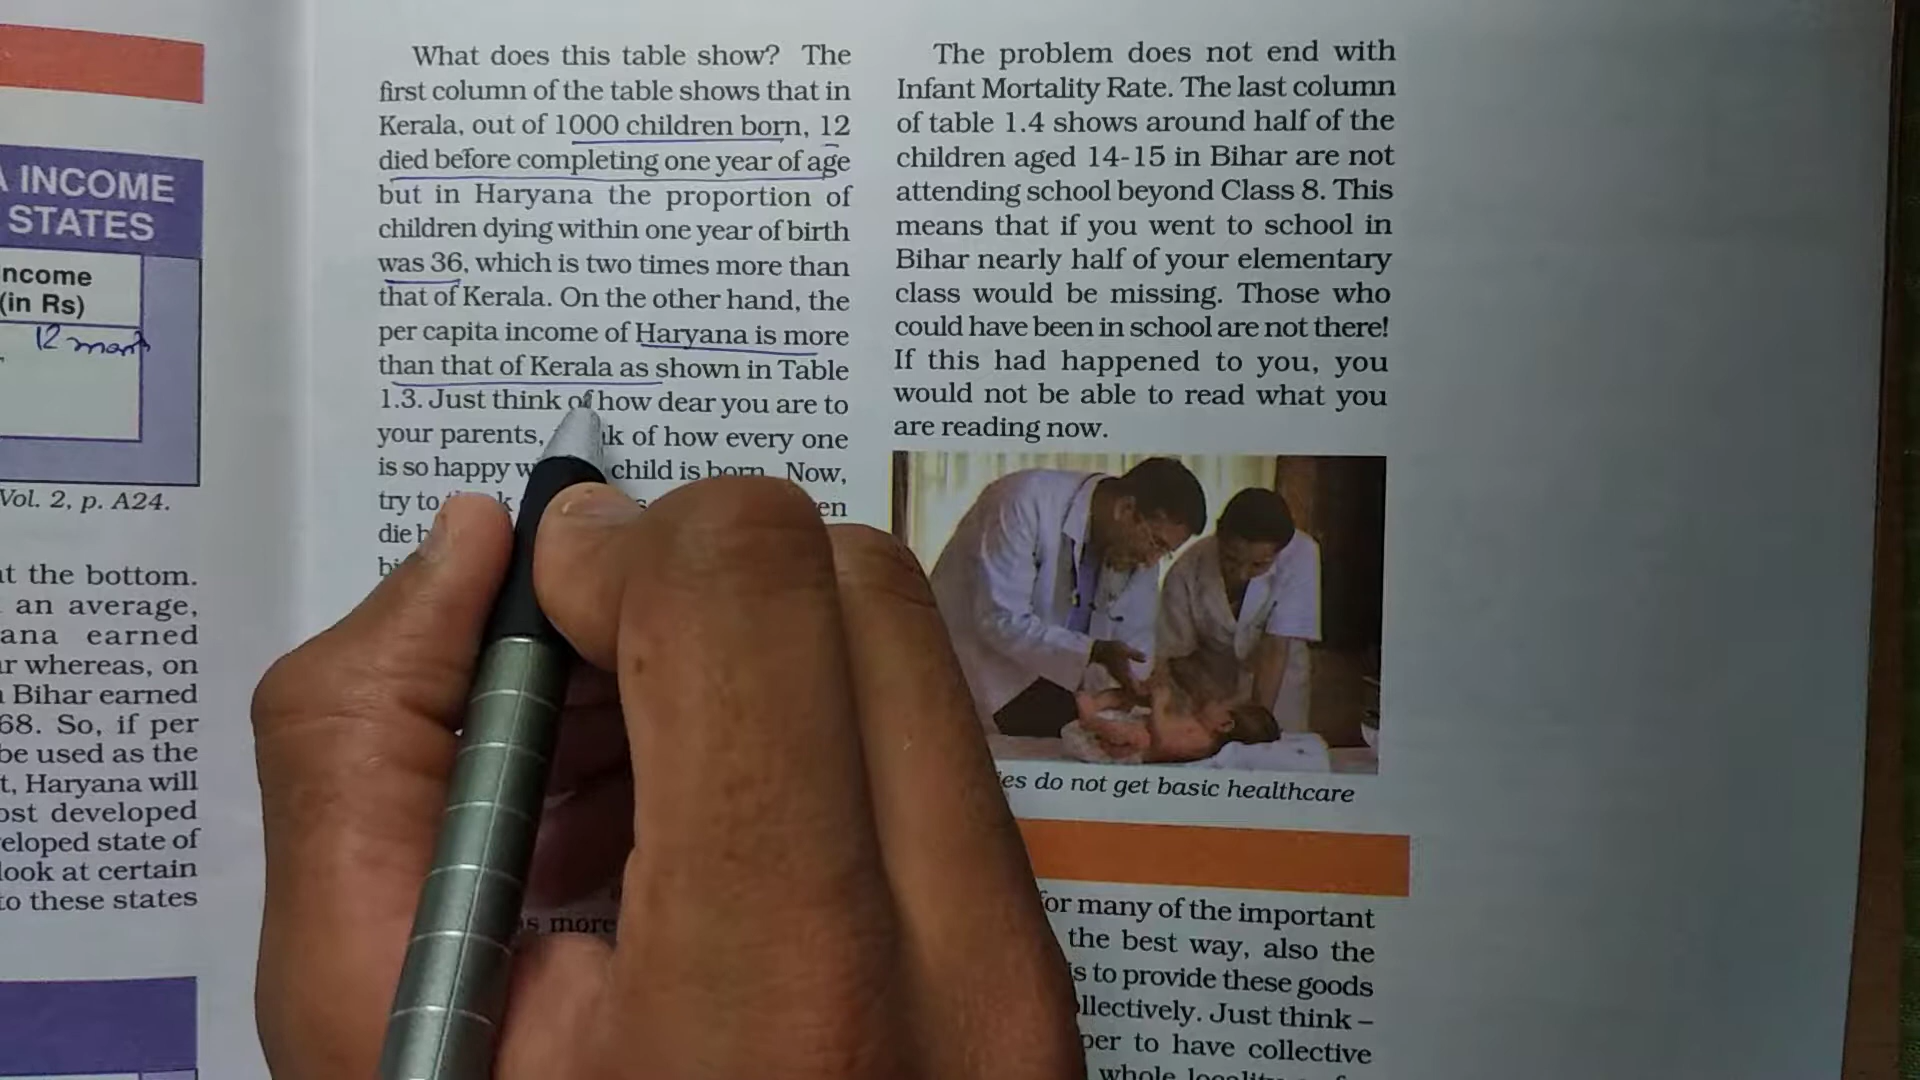 INCOME
STATES
ncome
(in Rs)
12
Vol. 2, p. A24.
at the bottom.
an average,
ana earned
ar whereas, on
Bihar earned
68. So, if per
be used as the
t, Haryana will
ost developed
eloped state of
look at certain
to these states
What does this table show? The
first column of the table shows that in
Kerala, out of 1000 children born, 12
died before completing one year of age
but in Haryana the proportion of
children dying within one year of birth
was 36, which is two times more than
that of Kerala. On the other hand, the
per capita income of Haryana is more
than that of Kerala as shown in Table
1.3. Just think of how dear you are to
your parents, of how every one
is so happy child is born. Now,
try to
die
is more
The problem does not end with
Infant Mortality Rate. The last column
of table 1.4 shows around half of the
children aged 14-15 in Bihar are not
attending school beyond Class 8. This
means that if you went to school in
Bihar nearly half of your elementary
class would be missing. Those who
could have been in school are not there!
If this had happened to you, you
would not be able to read what you
are reading now.
ies do not get basic healthcare
for many of the important
the best way, also the
is to provide these goods
ollectively. Just think –
per to have collective
whole